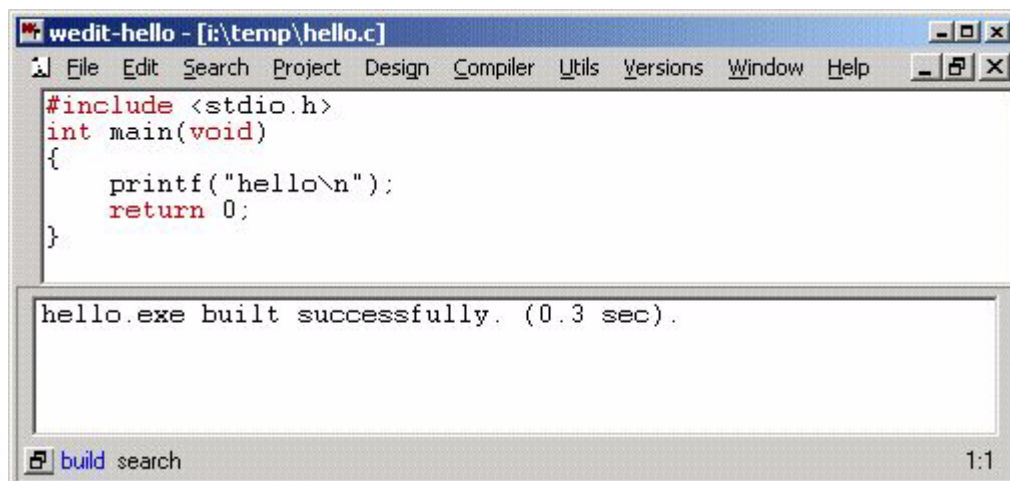 wedit-hello - [i:\temp\hello.c]
File Edit Search Project Design Compiler Utils Versions Window Help
#include <stdio.h>
int main(void)
{
    printf("hello\n");
    return 0;
}
hello.exe built successfully. (0.3 sec).
build search 1:1